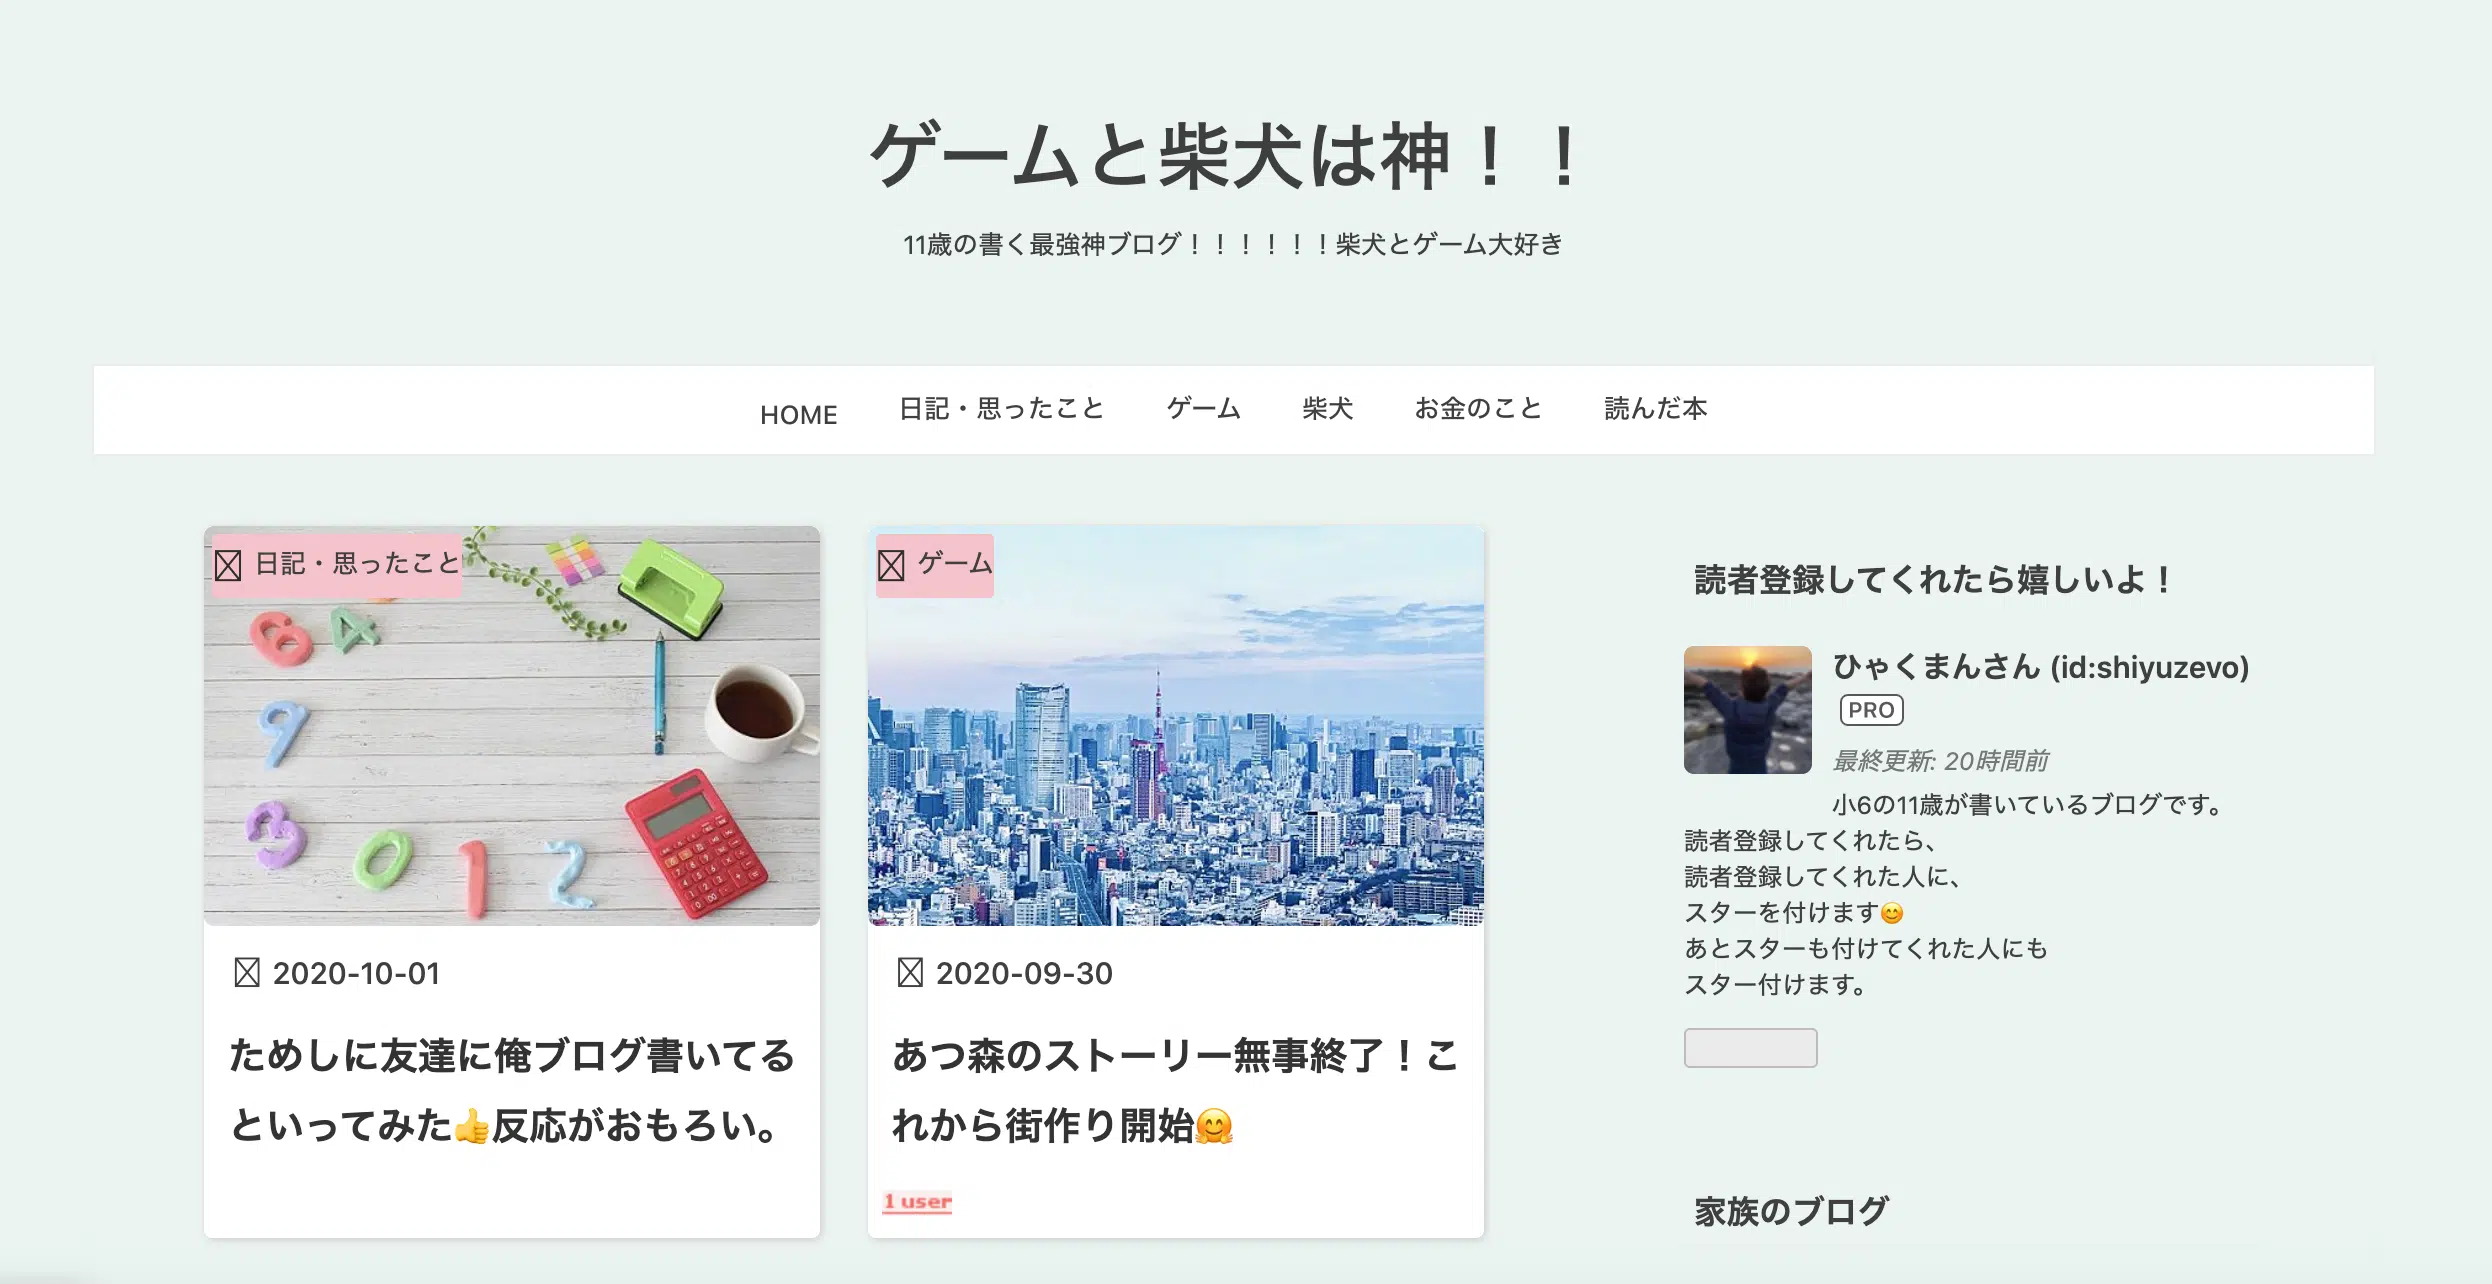 ゲームと柴犬は神！！
11歳の書く最強神ブログ！！！！！！柴犬とゲーム大好き
HOME 日記・思ったこと ゲーム 柴犬 お金のこと 読んだ本
日記・思ったこと
6 4
9
3 0 1 2
2020-10-01
ためしに友達に俺ブログ書いてる
といってみた👍反応がおもろい。
ゲーム
2020-09-30
あつ森のストーリー無事終了！こ
れから街作り開始🤗
1 user
読者登録してくれたら嬉しいよ！
ひゃくまんさん (id:shiyuzevo)
PRO
最終更新: 20時間前
小6の11歳が書いているブログです。
読者登録してくれたら、
読者登録してくれた人に、
スターを付けます😊
あとスターも付けてくれた人にも
スター付けます。
家族のブログ